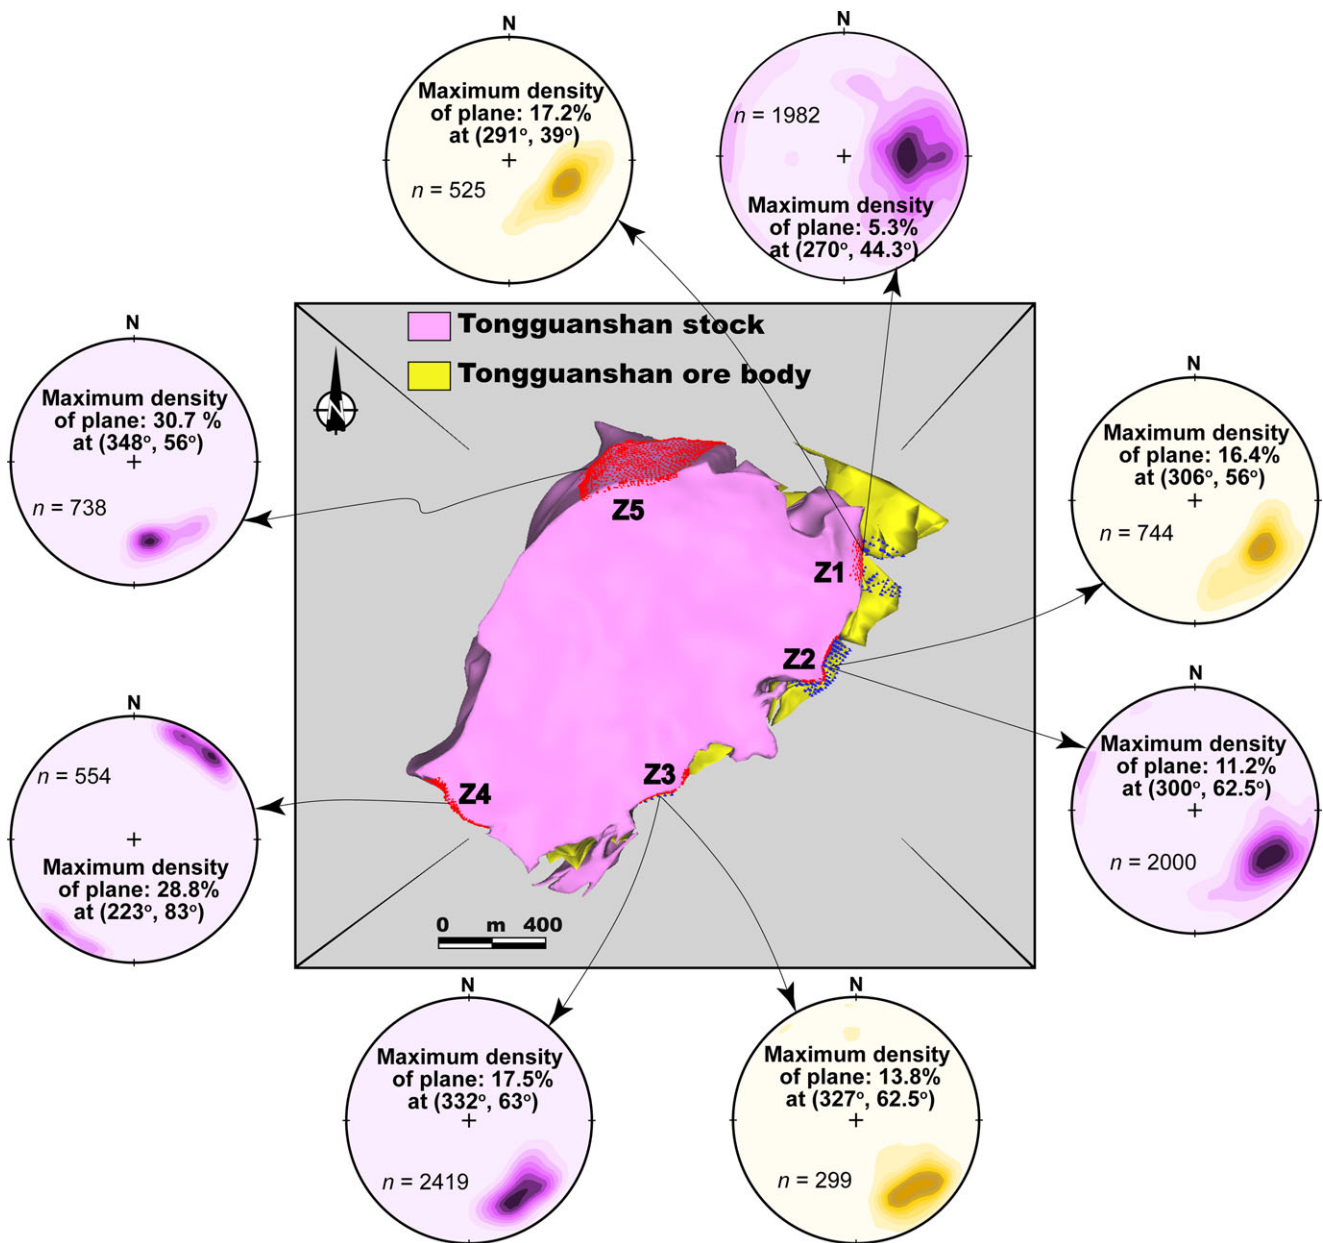 N
Maximum density
of plane: 17.2%
at (291°, 39°)
n = 525
N
n = 1982
Maximum density
of plane: 5.3%
at (270°, 44.3°)
Tongguanshan stock
Tongguanshan ore body
N
N
Maximum density
of plane: 30.7 %
at (348°, 56°)
n = 738
N
Maximum density
of plane: 16.4%
at (306°, 56°)
n = 744
Z5
Z1
Z2
Z3
Z4
N
n = 554
Maximum density
of plane: 28.8%
at (223°, 83°)
N
Maximum density
of plane: 11.2%
at (300°, 62.5°)
n = 2000
0 m 400
N
Maximum density
of plane: 17.5%
at (332°, 63°)
n = 2419
N
Maximum density
of plane: 13.8%
at (327°, 62.5°)
n = 299